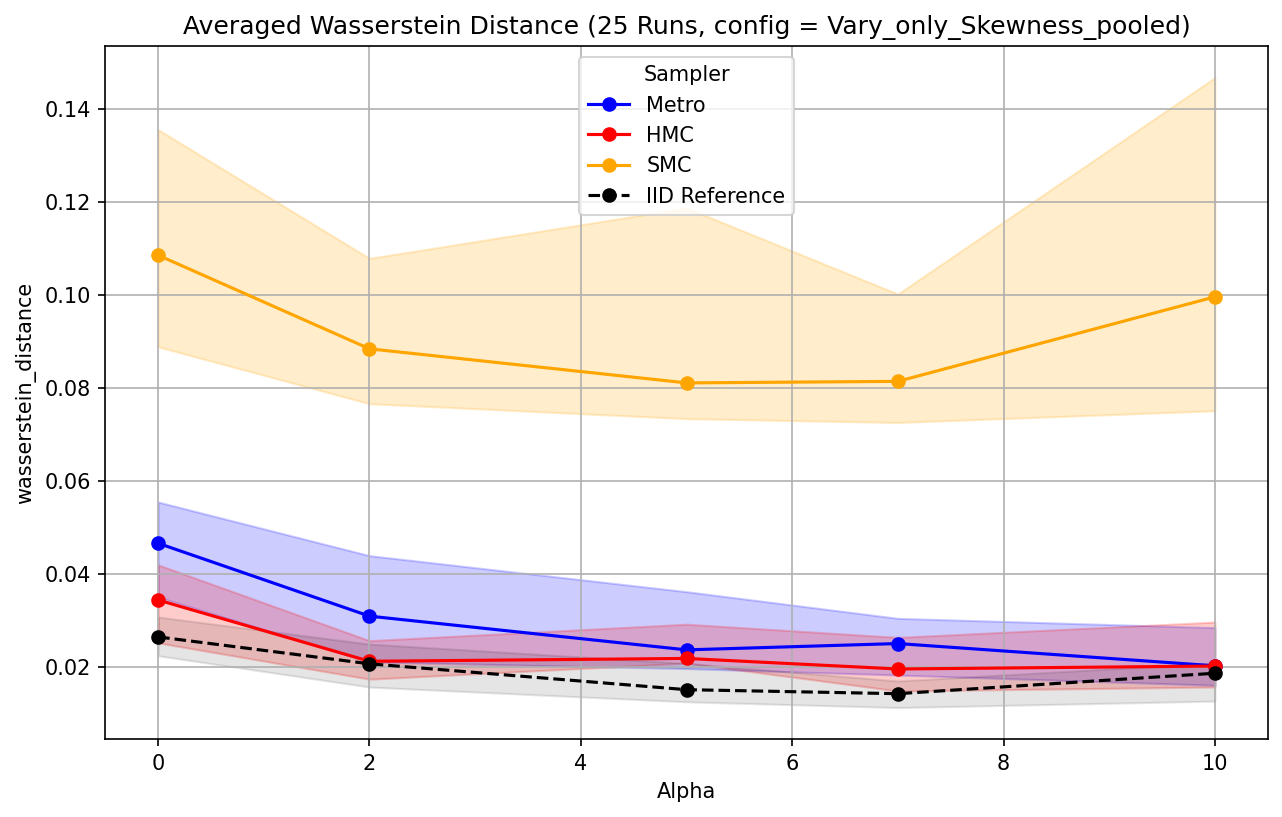 Averaged Wasserstein Distance (25 Runs, config = Vary_only_Skewness_pooled)
Sampler
Metro
HMC
SMC
IID Reference
wasserstein_distance
0.14
0.12
0.10
0.08
0.06
0.04
0.02
0 2 4 6 8 10
Alpha